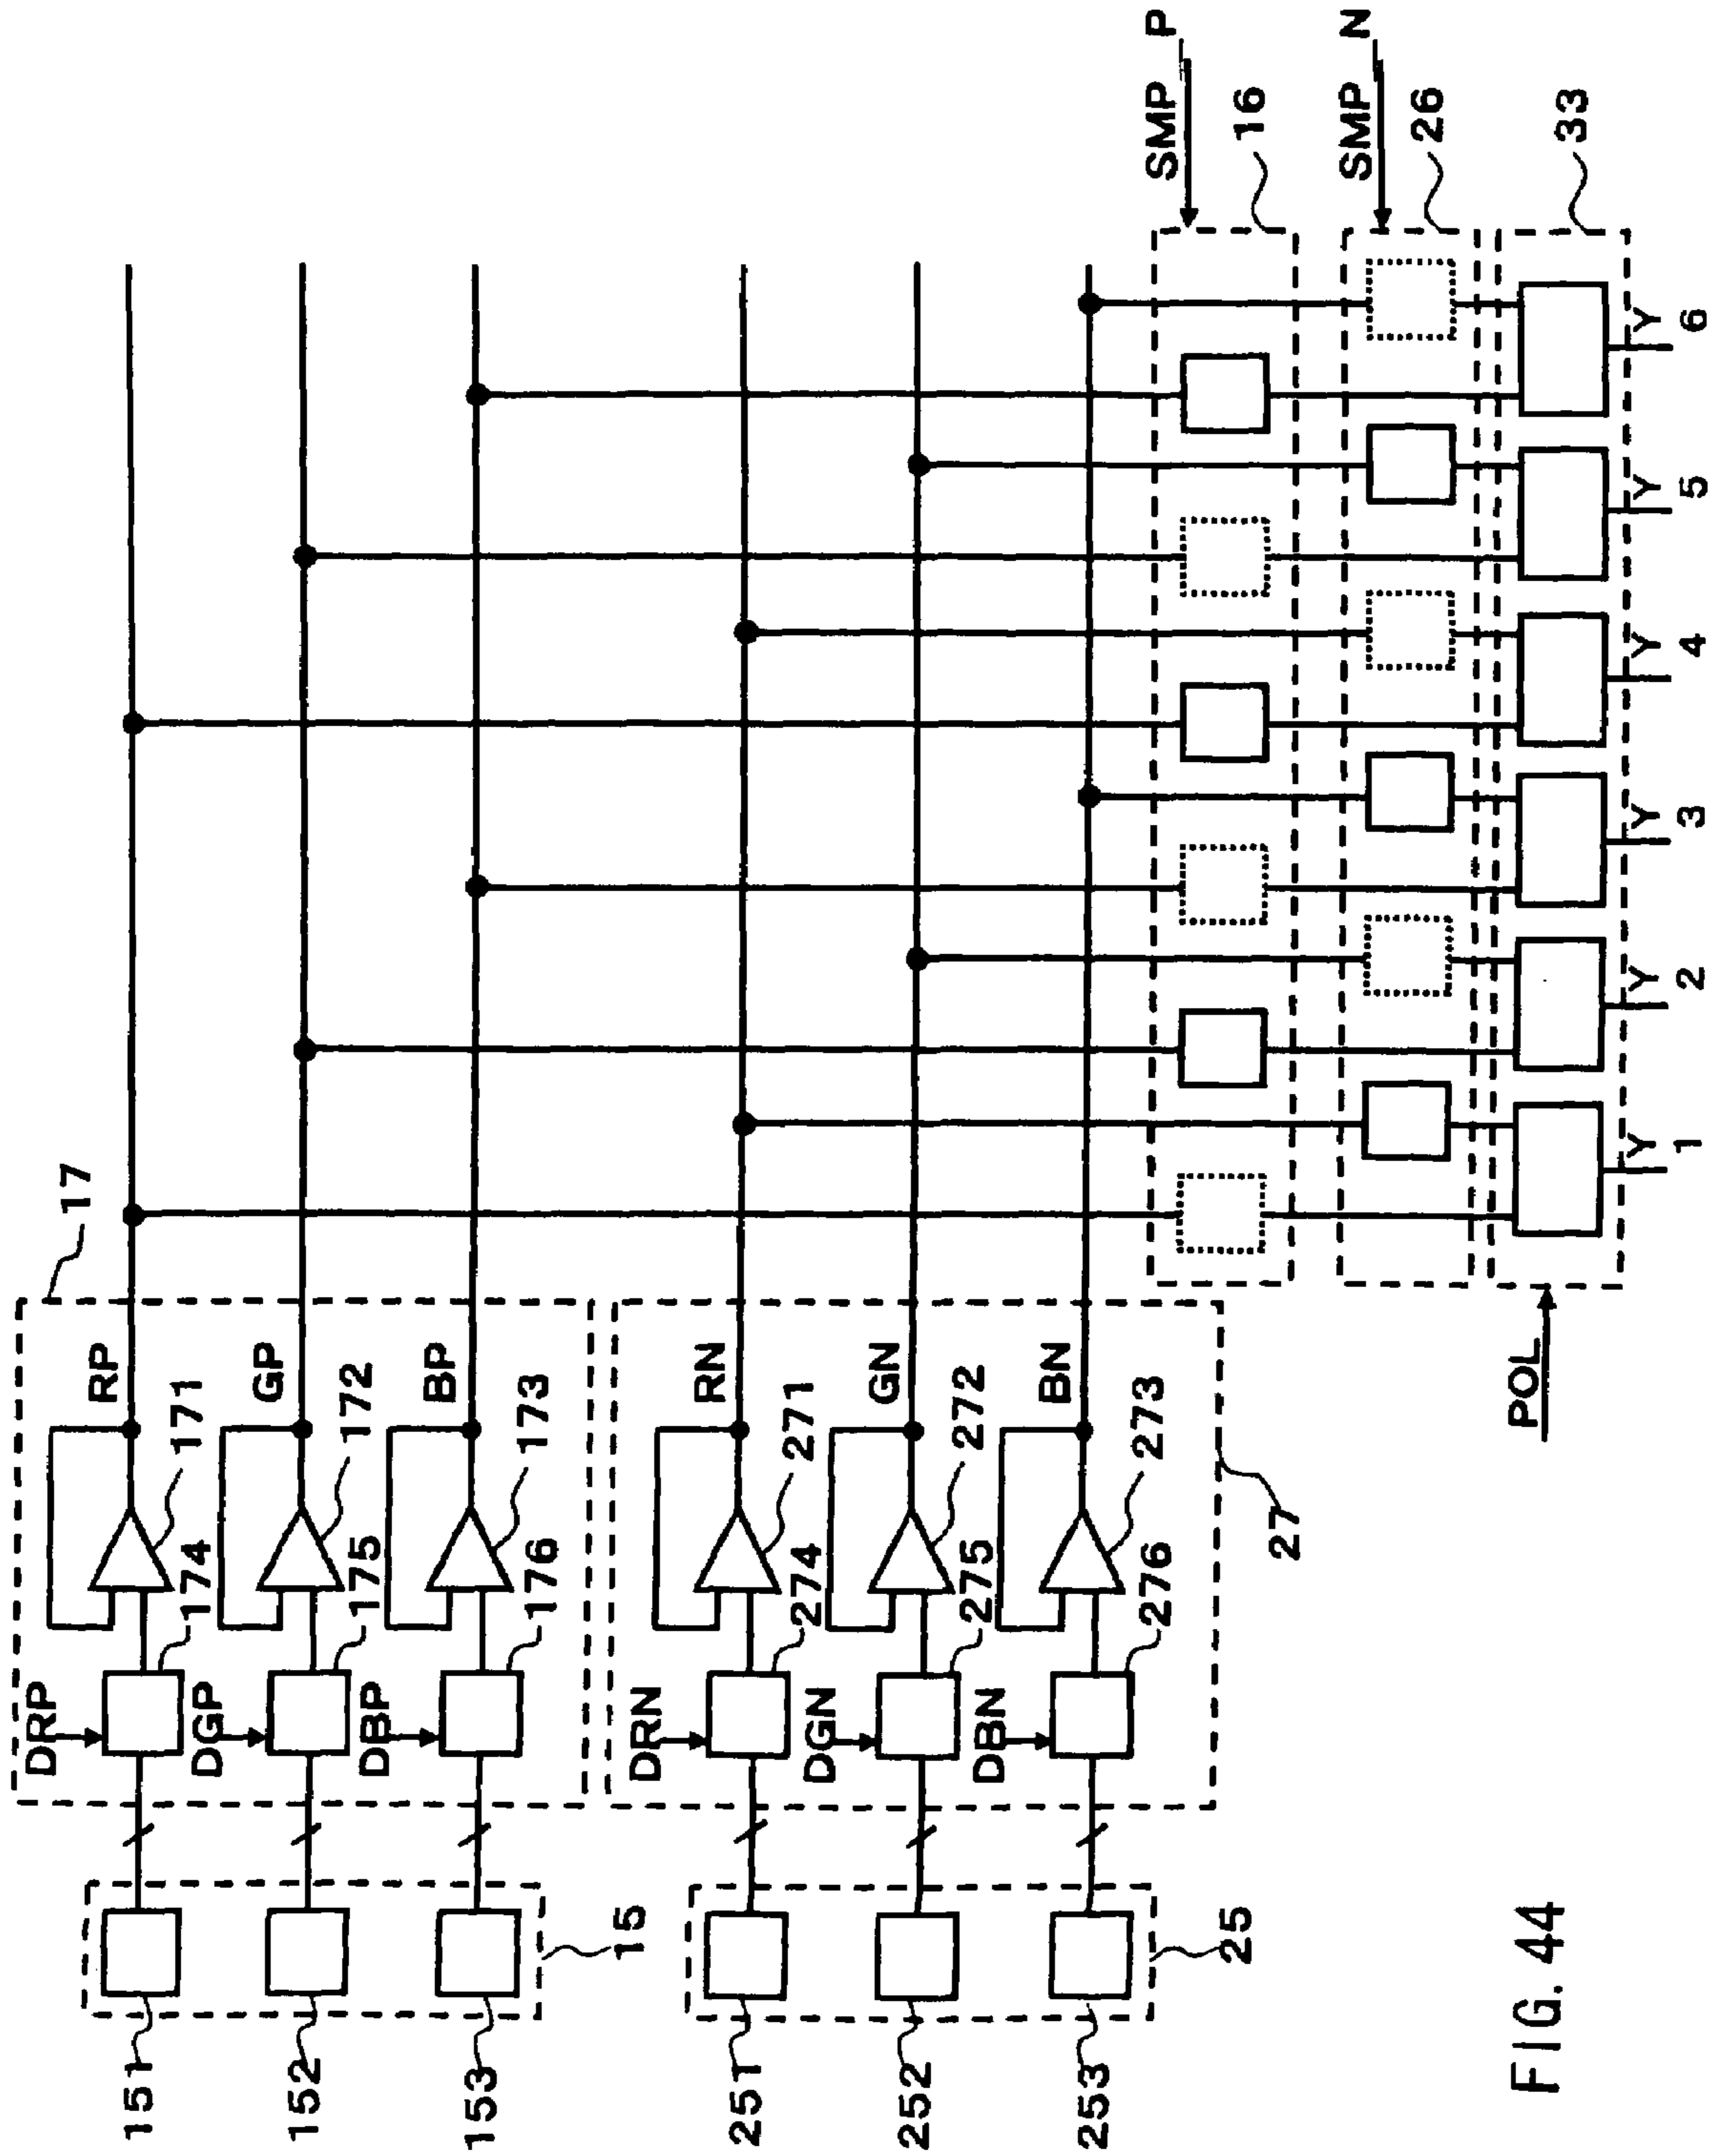 17
RP
171
DRP
174
GP
172
DGP
175
BP
173
DBP
176
151
152
153
15
RN
271
DRN
274
GN
272
DGN
275
BN
273
DBN
276
27
251
252
253
25
SMP_P
16
SMP_N
26
33
POL
Y 1
Y 2
Y 3
Y 4
Y 5
Y 6
FIG. 44